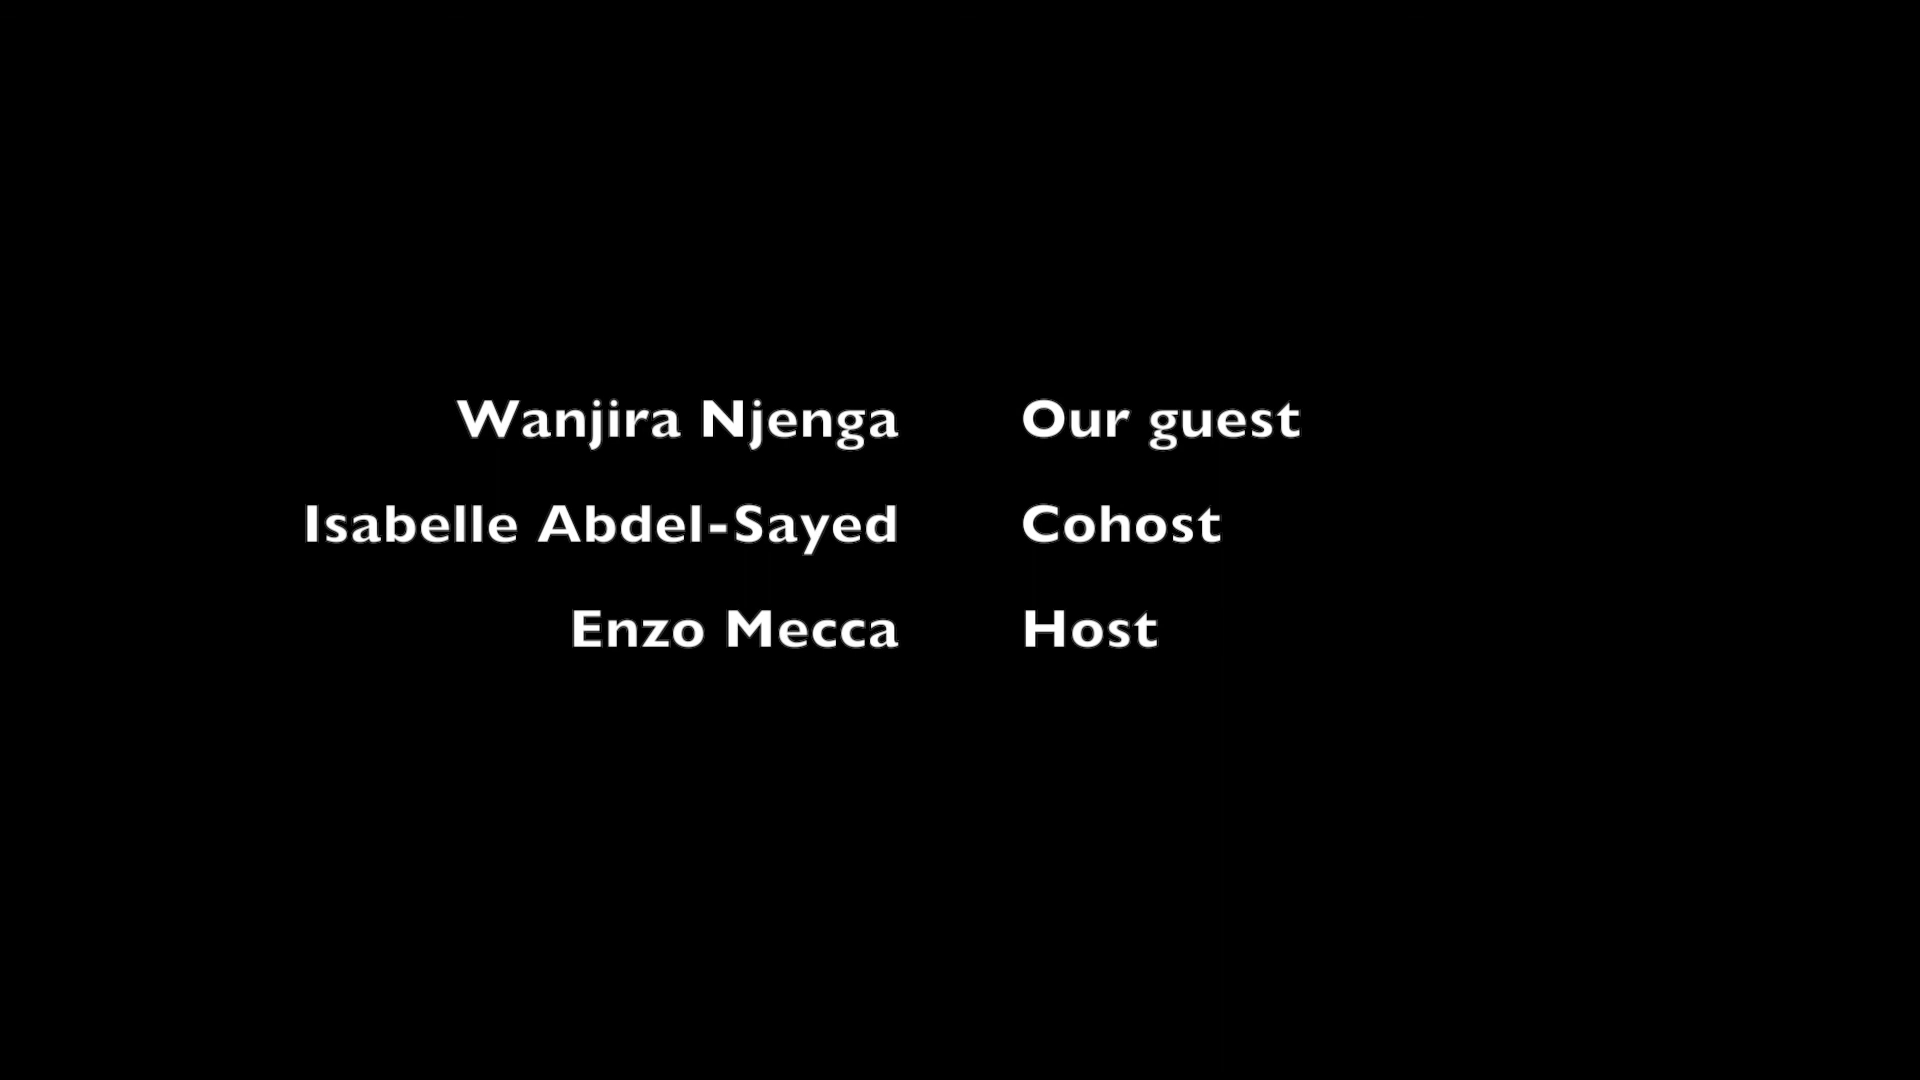 Wanjira Njenga Our guest
Isabelle Abdel-Sayed Cohost
Enzo Mecca Host